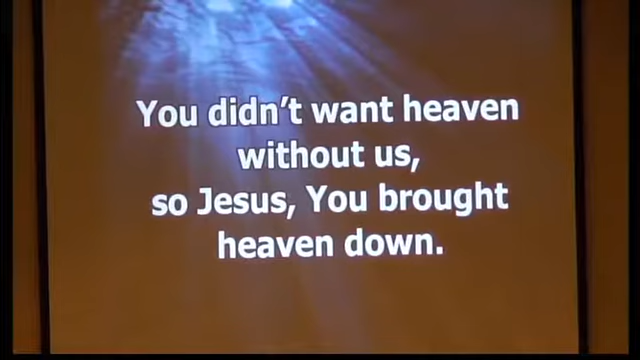 You didn't want heaven
without us,
so Jesus, You brought
heaven down.